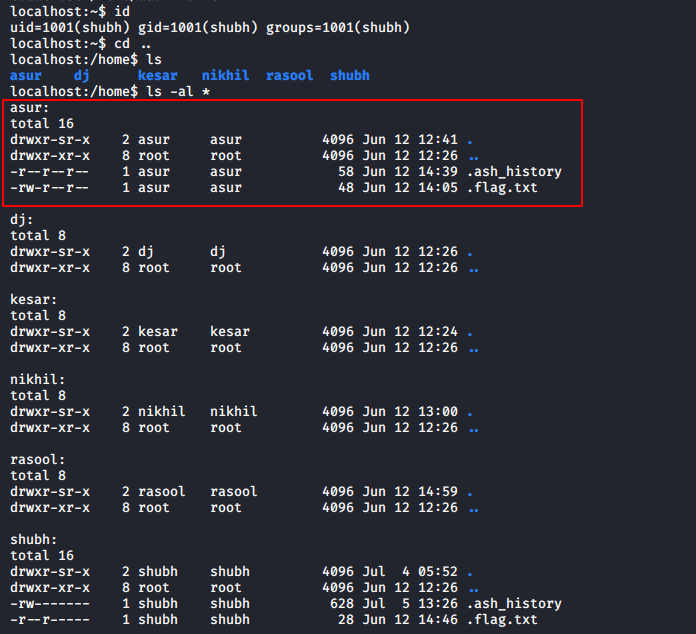 localhost:~$ id
uid=1001(shubh) gid=1001(shubh) groups=1001(shubh)
localhost:~$ cd ..
localhost:/home$ ls
asur    dj      kesar   nikhil  rasool  shubh
localhost:/home$ ls -al *
asur:
total 16
drwxr-sr-x    2 asur     asur          4096 Jun 12 12:41 .
drwxr-xr-x    8 root     root          4096 Jun 12 12:26 ..
-r--r--r--    1 asur     asur            58 Jun 12 14:39 .ash_history
-rw-r--r--    1 asur     asur            48 Jun 12 14:05 .flag.txt
dj:
total 8
drwxr-sr-x    2 dj       dj            4096 Jun 12 12:26 .
drwxr-xr-x    8 root     root          4096 Jun 12 12:26 ..
kesar:
total 8
drwxr-sr-x    2 kesar    kesar         4096 Jun 12 12:24 .
drwxr-xr-x    8 root     root          4096 Jun 12 12:26 ..
nikhil:
total 8
drwxr-sr-x    2 nikhil   nikhil        4096 Jun 12 13:00 .
drwxr-xr-x    8 root     root          4096 Jun 12 12:26 ..
rasool:
total 8
drwxr-sr-x    2 rasool   rasool        4096 Jun 12 14:59 .
drwxr-xr-x    8 root     root          4096 Jun 12 12:26 ..
shubh:
total 16
drwxr-sr-x    2 shubh    shubh         4096 Jul  4 05:52 .
drwxr-xr-x    8 root     root          4096 Jun 12 12:26 ..
-rw-------    1 shubh    shubh          628 Jul  5 13:26 .ash_history
-r--r-----    1 shubh    shubh           28 Jun 12 14:46 .flag.txt